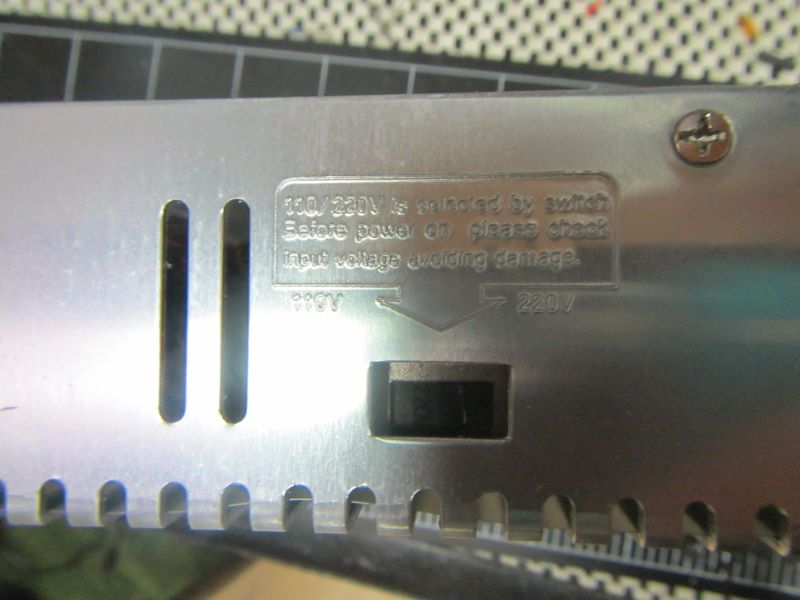 110/220V is selected by switch
Before power on please check
input voltage avoiding damage.
110V 220V